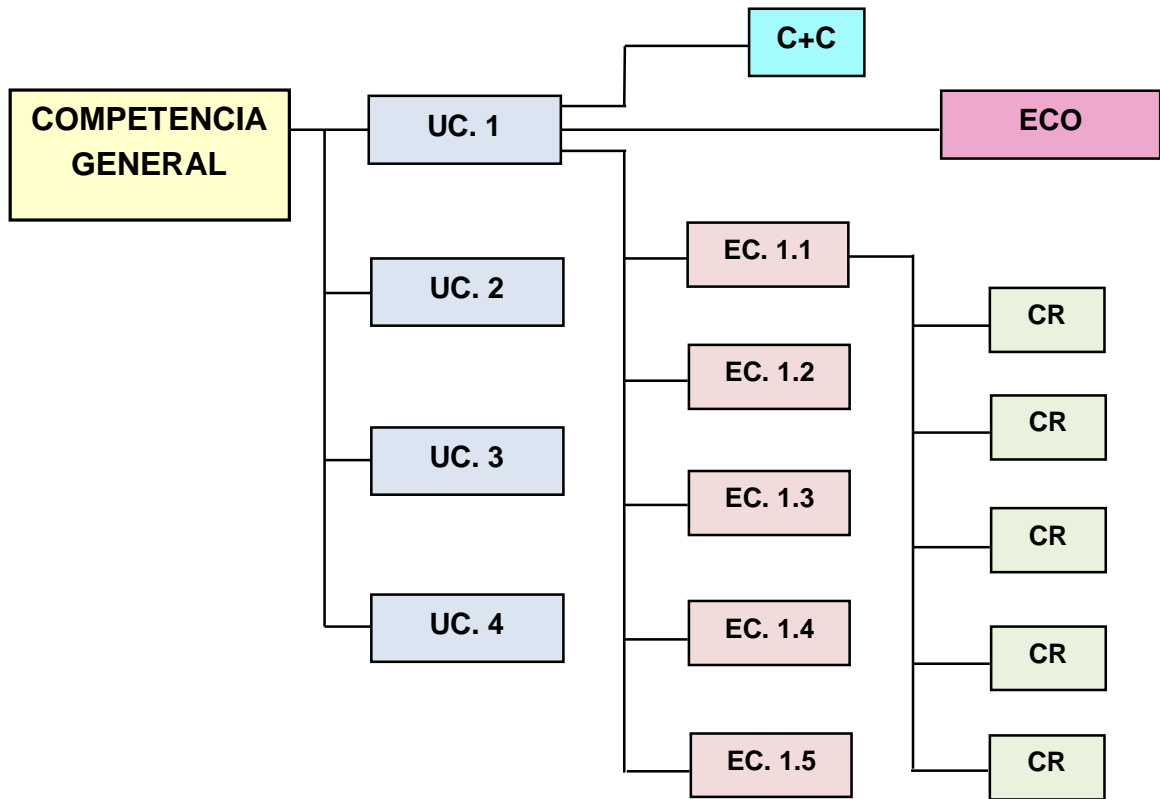 C+C
COMPETENCIA
GENERAL
UC. 1
ECO
EC. 1.1
UC. 2
CR
EC. 1.2
CR
UC. 3
EC. 1.3
CR
UC. 4
EC. 1.4
CR
EC. 1.5
CR